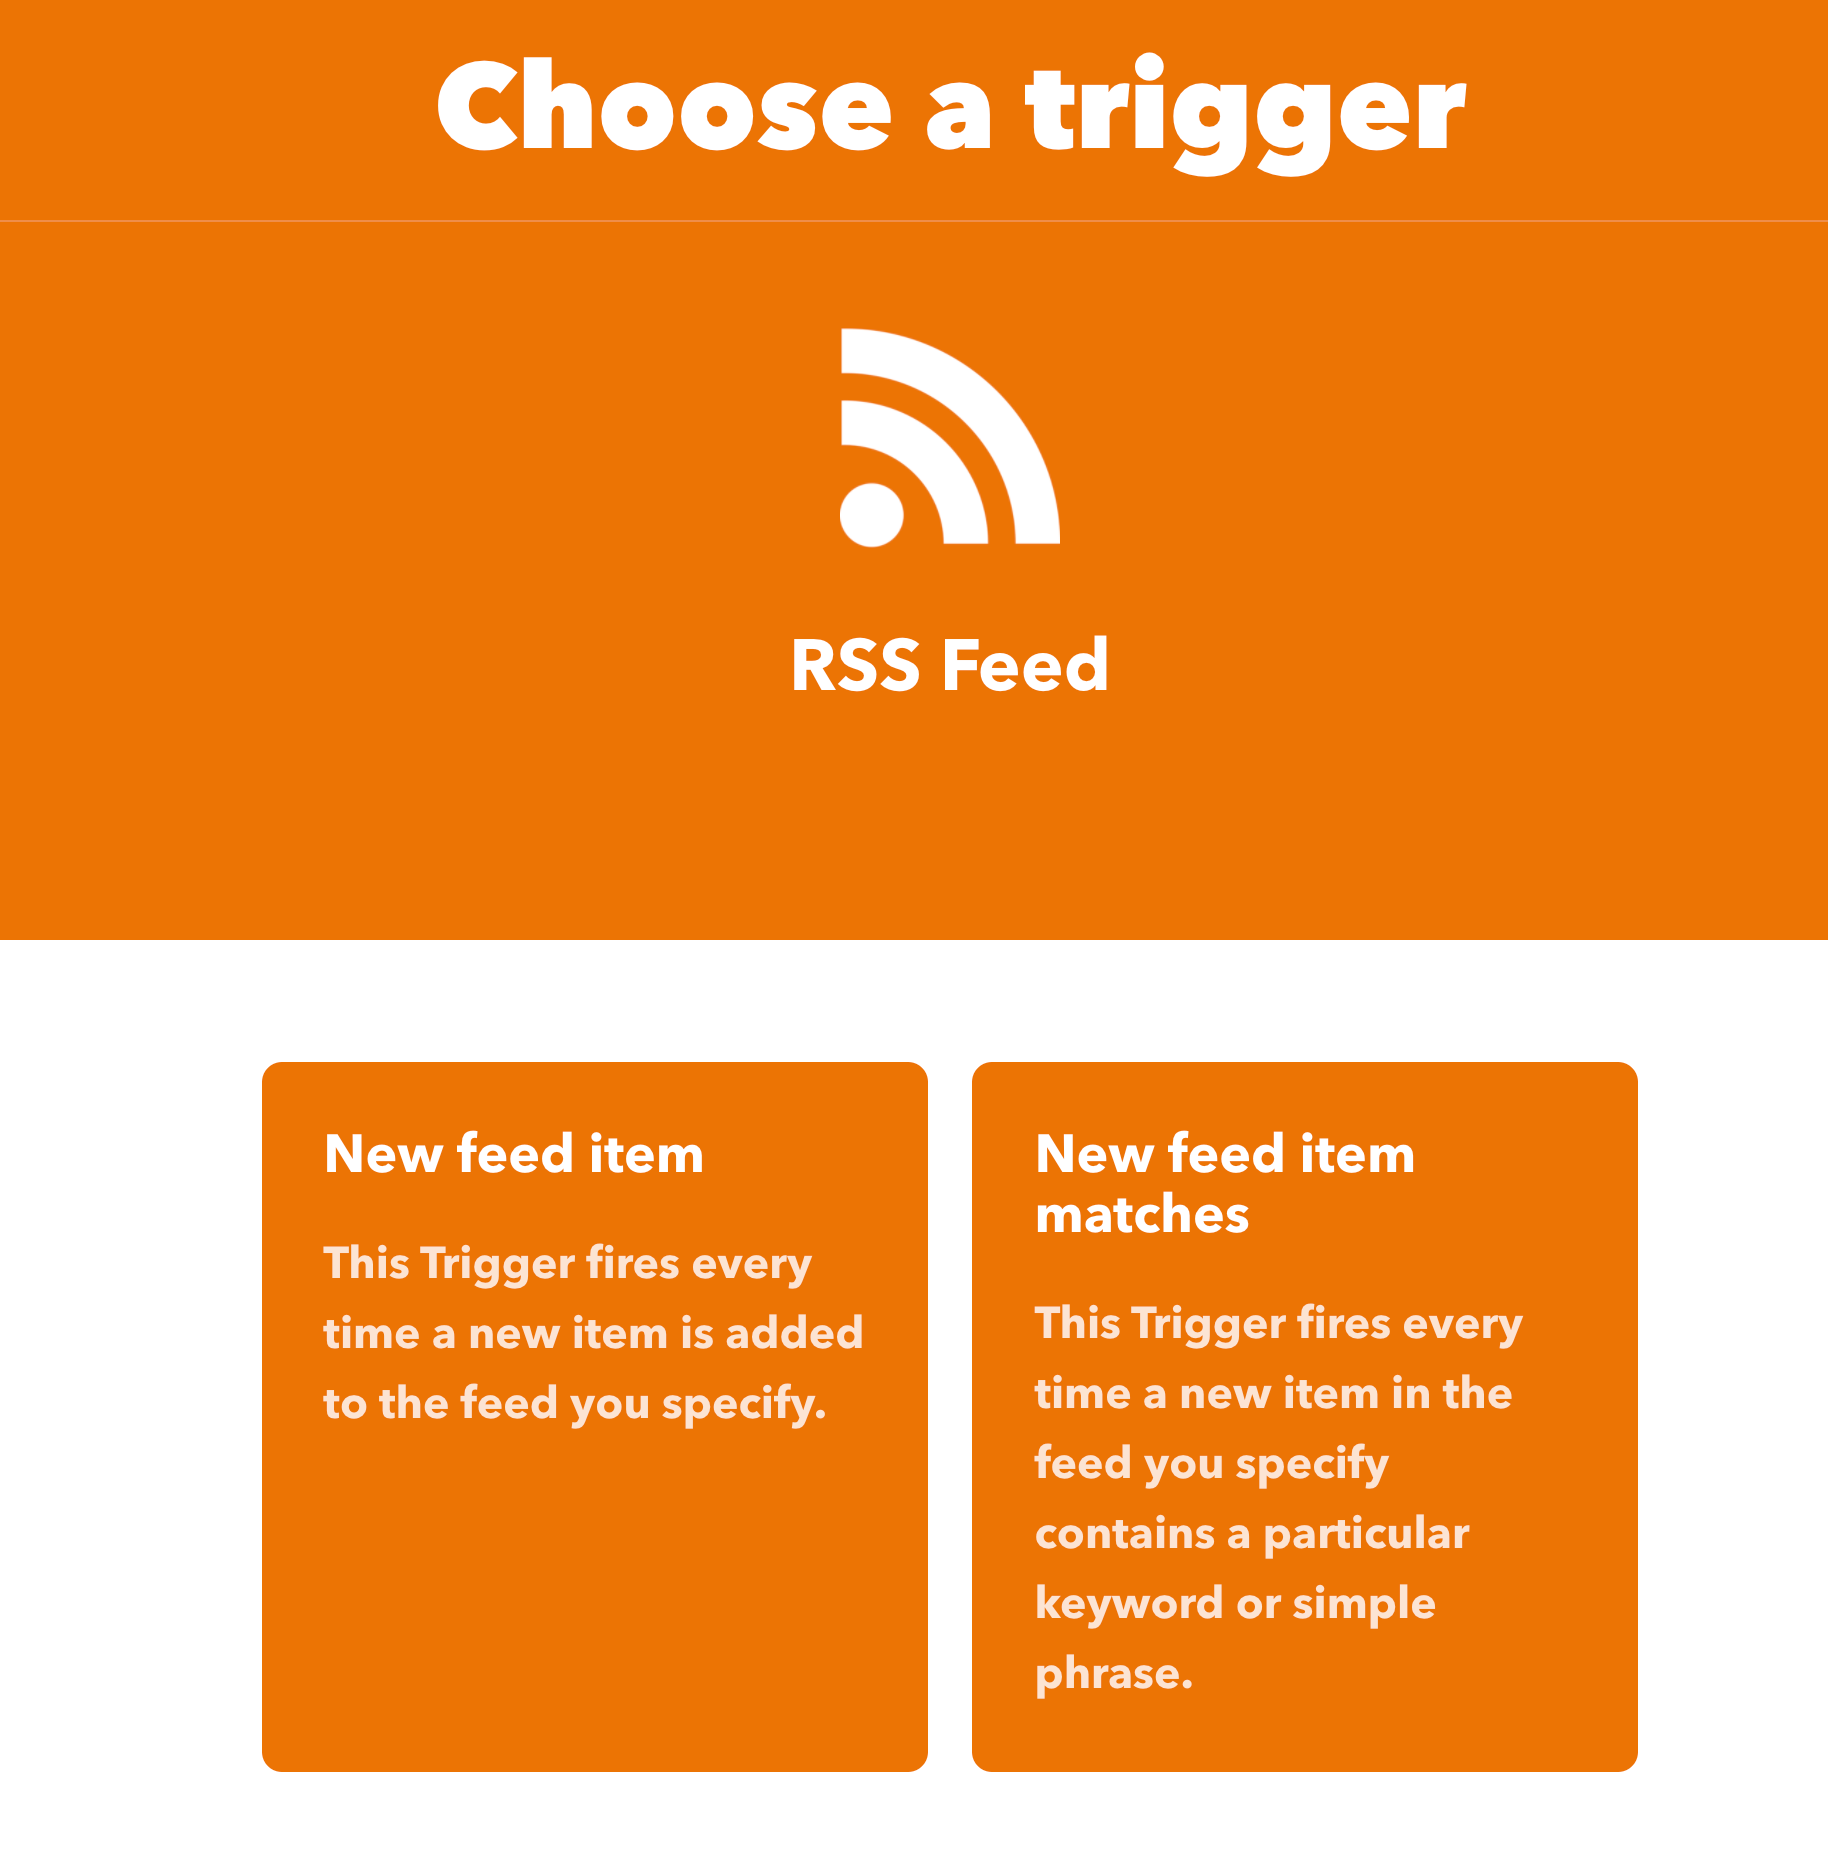 Choose a trigger
RSS Feed
New feed item
This Trigger fires every
time a new item is added
to the feed you specify.
New feed item
matches
This Trigger fires every
time a new item in the
feed you specify
contains a particular
keyword or simple
phrase.